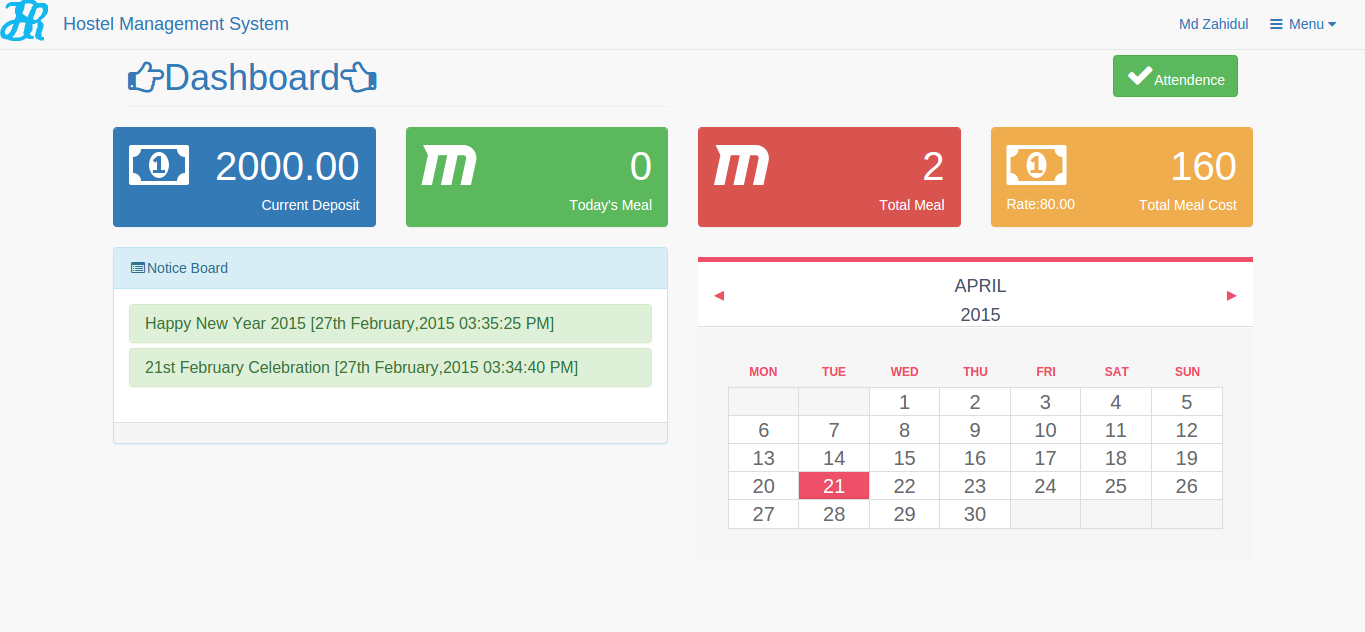 Hostel Management System
Md Zahidul
Menu
Dashboard
Attendence
1
2000.00
Current Deposit
m
0
Today's Meal
m
2
Total Meal
1
160
Rate:80.00
Total Meal Cost
Notice Board
Happy New Year 2015 [27th February,2015 03:35:25 PM]
21st February Celebration [27th February,2015 03:34:40 PM]
APRIL
2015
MON TUE WED THU FRI SAT SUN
1 2 3 4 5
6 7 8 9 10 11 12
13 14 15 16 17 18 19
20 21 22 23 24 25 26
27 28 29 30